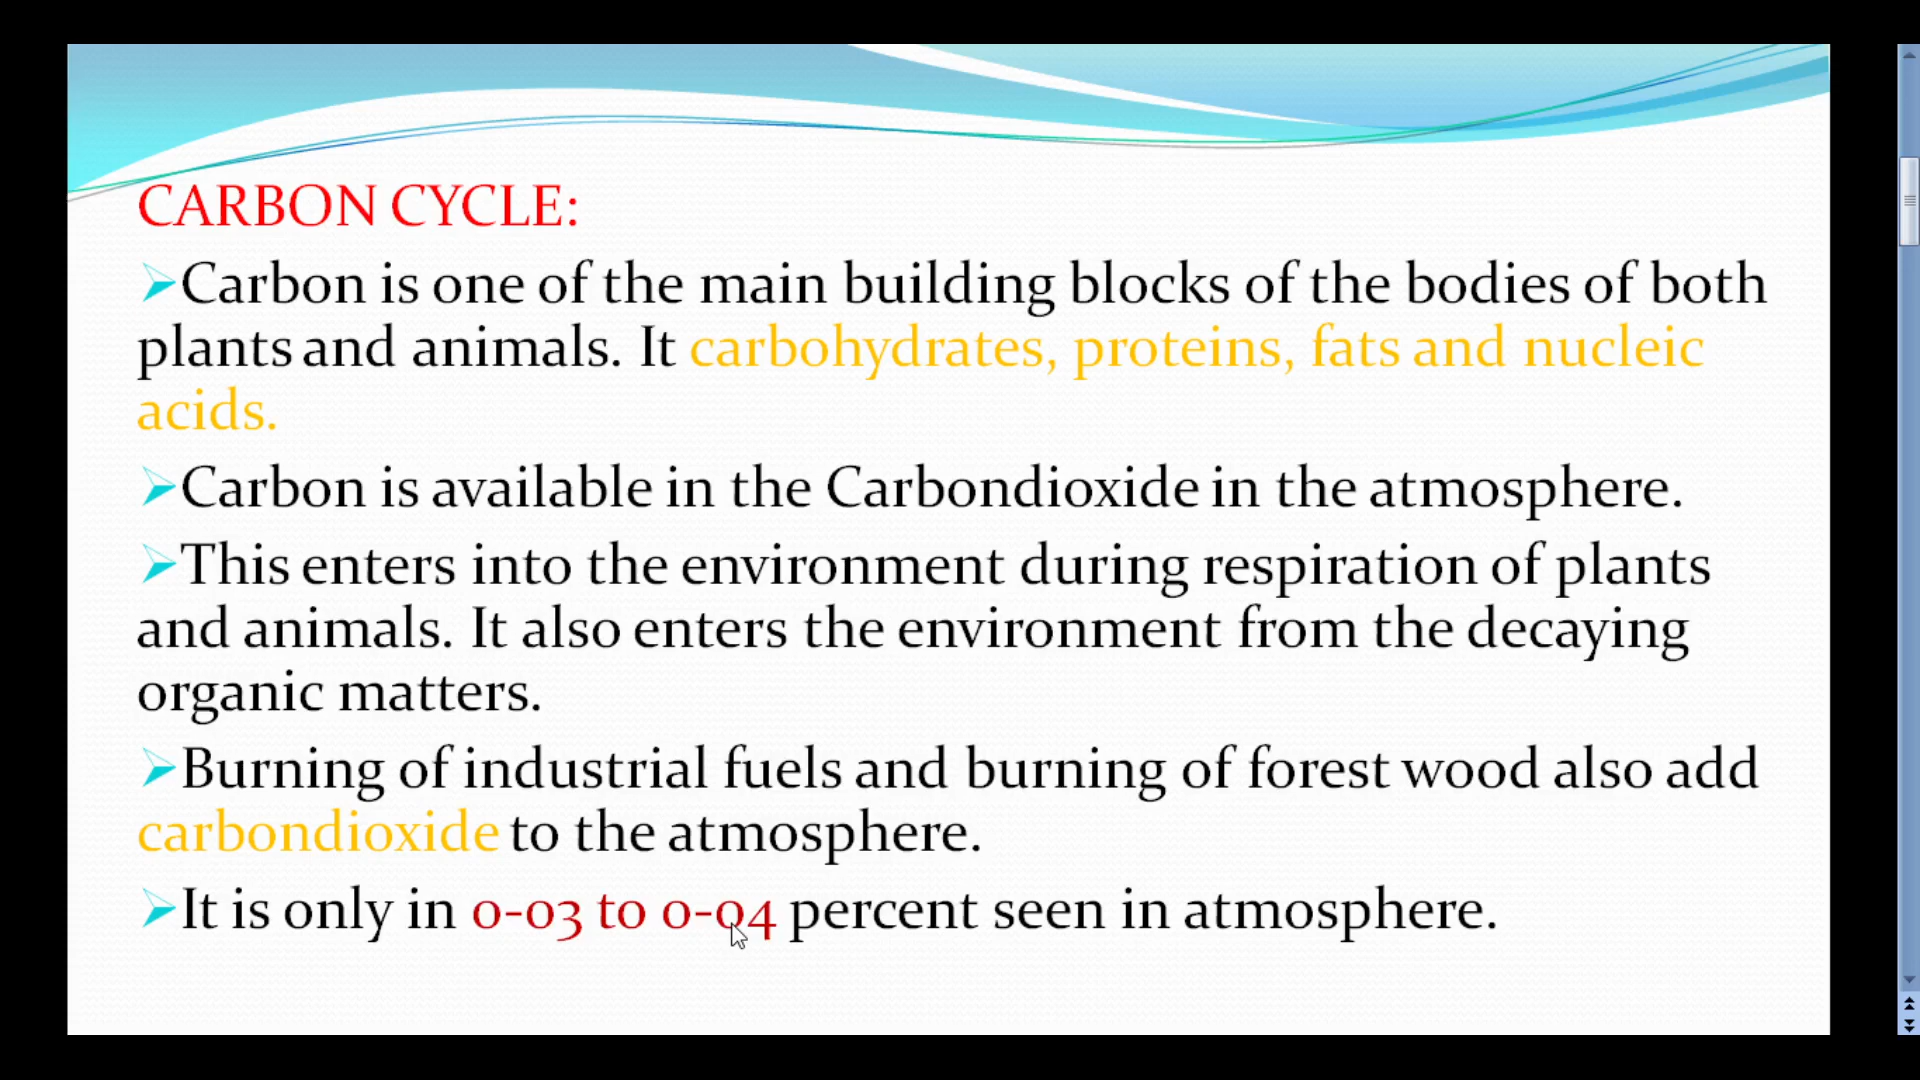 CARBON CYCLE:
Carbon is one of the main building blocks of the bodies of both
plants and animals. It carbohydrates, proteins, fats and nucleic
acids.
Carbon is available in the Carbondioxide in the atmosphere.
This enters into the environment during respiration of plants
and animals. It also enters the environment from the decaying
organic matters.
Burning of industrial fuels and burning of forest wood also add
carbondioxide to the atmosphere.
It is only in 0-03 to 0-04 percent seen in atmosphere.